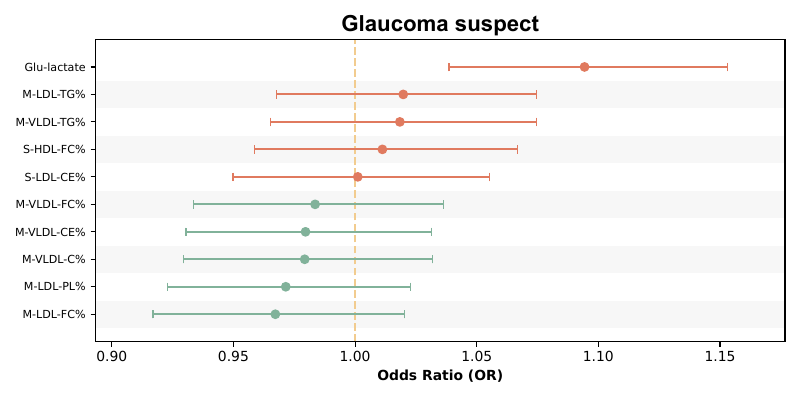 Glaucoma suspect
Glu-lactate
M-LDL-TG%
M-VLDL-TG%
S-HDL-FC%
S-LDL-CE%
M-VLDL-FC%
M-VLDL-CE%
M-VLDL-C%
M-LDL-PL%
M-LDL-FC%
0.90 0.95 1.00 1.05 1.10 1.15
Odds Ratio (OR)